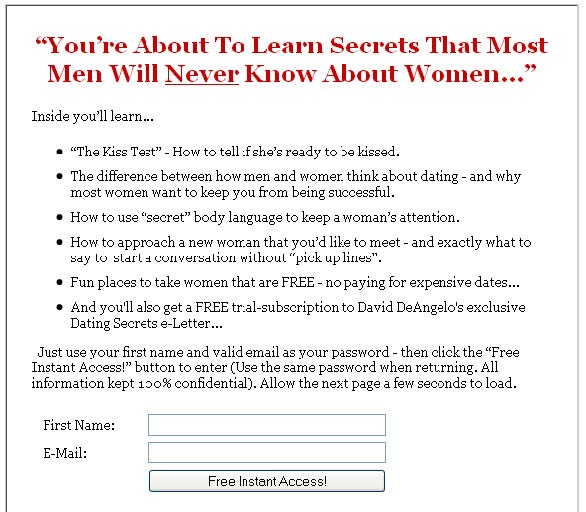 “You’re About To Learn Secrets That Most
Men Will Never Know About Women...”
Inside you’ll learn...
• “The Kiss Test” - How to tell if she’s ready to be kissed.
• The difference between how men and women think about dating - and why
most women want to keep you from being successful.
• How to use “secret” body language to keep a woman’s attention.
• How to approach a new woman that you’d like to meet - and exactly what to
say to start a conversation without “pick up lines”.
• Fun places to take women that are FREE - no paying for expensive dates...
• And you'll also get a FREE trial-subscription to David DeAngelo's exclusive
Dating Secrets e-Letter...
Just use your first name and valid email as your password - then click the “Free
Instant Access!” button to enter (Use the same password when returning. All
information kept 100% confidential). Allow the next page a few seconds to load.
First Name:
E-Mail:
Free Instant Access!